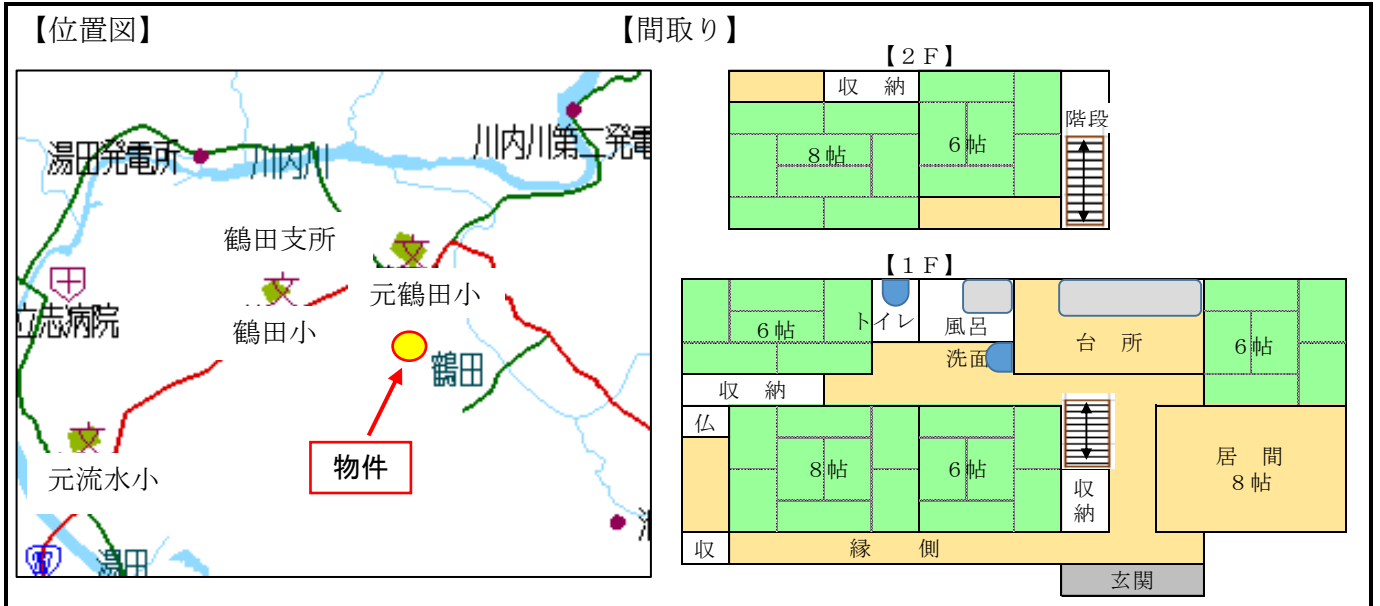 【位置図】
【間取り】
湯田発電所
川内川
川内川第二発電
鶴田支所
元鶴田小
立志病院
鶴田小
鶴田
物件
元流水小
湯田
【2F】
収 納
階段
8帖
6帖
【1F】
6帖
トイレ
風呂
洗面
台 所
6帖
収 納
仏
8帖
6帖
収
納
居 間
8帖
収
縁 側
玄関